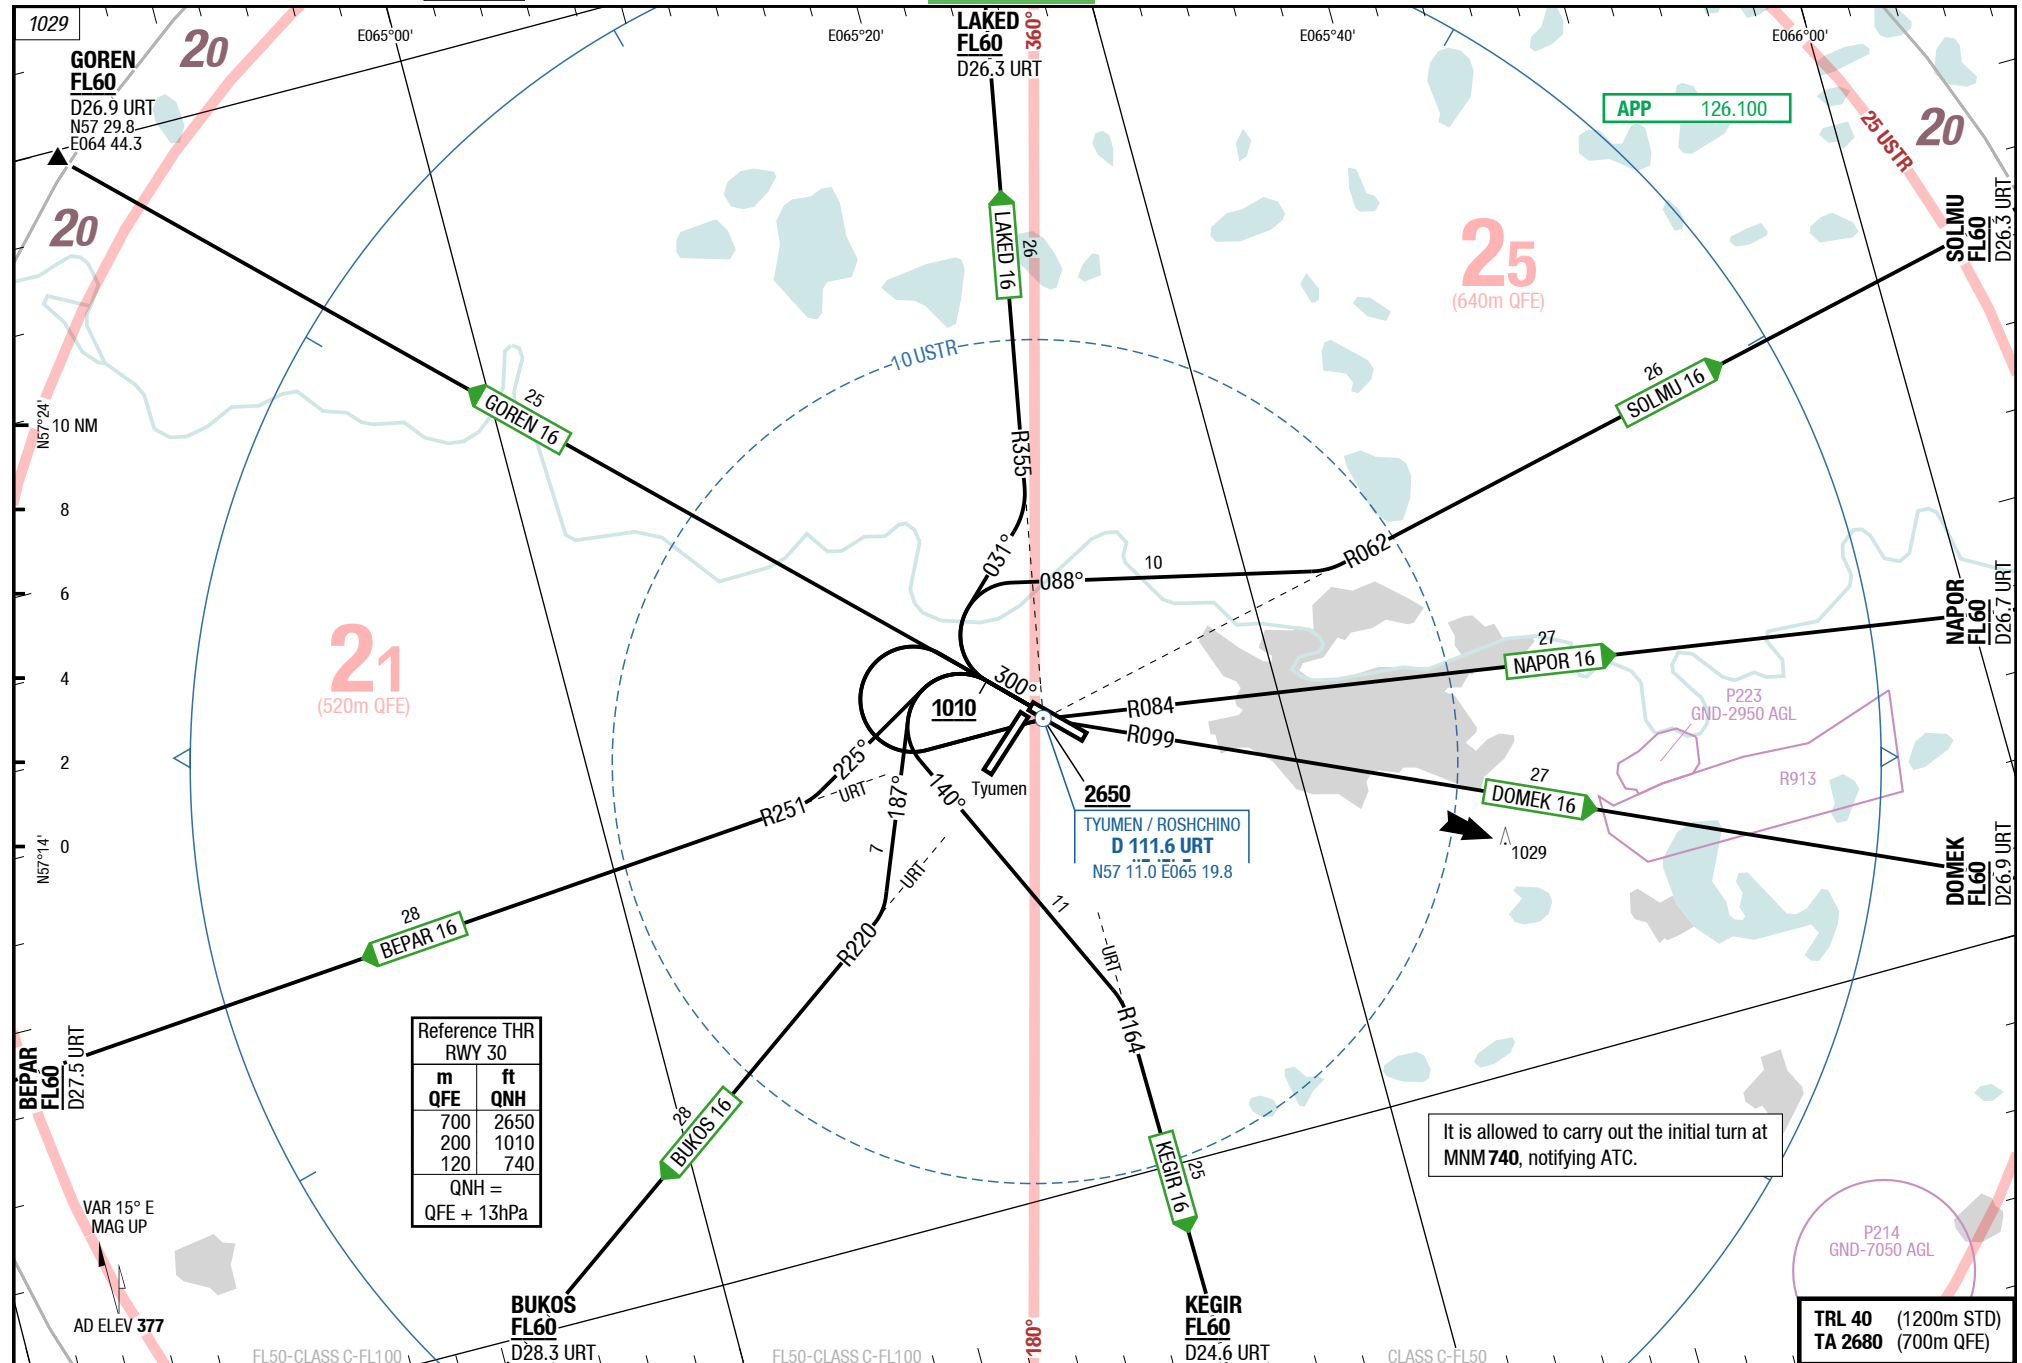 1029
GOREN
FL60
D26.9 URT
N57 29.8
E064 44.3
20
20
E065°00'
E065°20'
LAKED
FL60
D26.3 URT
360°
E065°40'
E066°00'
APP 126.100
20
25 USTR
SOLMU
FL60
D26.3 URT
LAKED 16
26
25
(640m QFE)
10 USTR
26
SOLMU 16
25
GOREN 16
N57°24'
10 NM
8
6
4
2
0
N57°14'
R355
031°
088°
10
R062
NAPOR
FL60
D26.7 URT
27
NAPOR 16
21
(520m QFE)
300°
1010
R084
R099
P223
GND-2950 AGL
R913
225°
187°
140°
URT
R251
Tyumen
2650
TYUMEN / ROSHCHINO
D 111.6 URT
N57 11.0 E065 19.8
27
DOMEK 16
1029
DOMEK
FL60
D26.9 URT
7
URT
11
URT
28
BEPAR 16
R220
R164
BEPAR
FL60
D27.5 URT
Reference THR
RWY 30
m ft
QFE QNH
700 2650
200 1010
120 740
QNH =
QFE + 13hPa
28
BUKOS 16
KEGIR 16
25
It is allowed to carry out the initial turn at
MNM 740, notifying ATC.
VAR 15° E
MAG UP
AD ELEV 377
P214
GND-7050 AGL
BUKOS
FL60
D28.3 URT
KEGIR
FL60
D24.6 URT
180°
FL50-CLASS C-FL100
FL50-CLASS C-FL100
CLASS C-FL50
TRL 40 (1200m STD)
TA 2680 (700m QFE)